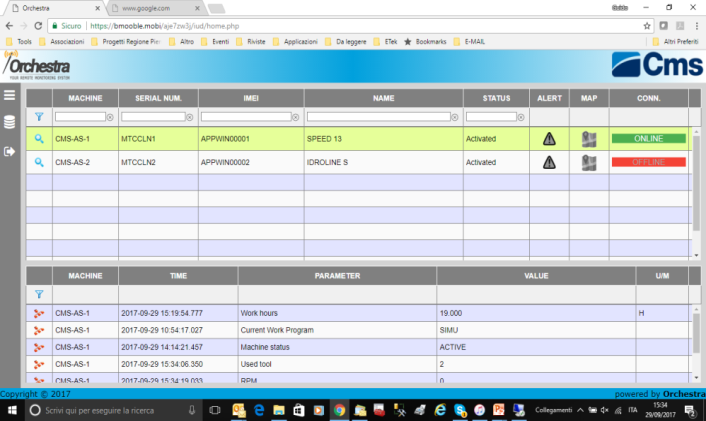 Orchestra
www.google.com
Sicuro https://bmooble.mobi/aje7zw3j/iud/home.php
Tools Associazioni Progetti Regione Pie Altro Eventi Riviste Applicazioni Da leggere ETek Bookmarks E-MAIL Altri Preferiti
Orchestra
Cms
YOUR REMOTE MONITORING SYSTEM
MACHINE SERIAL NUM. IMEI NAME STATUS ALERT MAP CONN.
CMS-AS-1 MTCCLN1 APPWIN00001 SPEED 13 Activated ONLINE
CMS-AS-2 MTCCLN2 APPWIN00002 IDROLINE S Activated OFFLINE
MACHINE TIME PARAMETER VALUE U/M
CMS-AS-1 2017-09-29 15:19:54.777 Work hours 19.000 H
CMS-AS-1 2017-09-29 10:54:17.027 Current Work Program SIMU
CMS-AS-1 2017-09-29 14:14:21.457 Machine status ACTIVE
CMS-AS-1 2017-09-29 15:34:06.350 Used tool 2
CMS-AS-1 2017-09-29 15:34:19.033 RPM 0
Copyright © 2017 powered by Orchestra
Scrivi qui per eseguire la ricerca Collegamenti ITA 15:34
29/09/2017